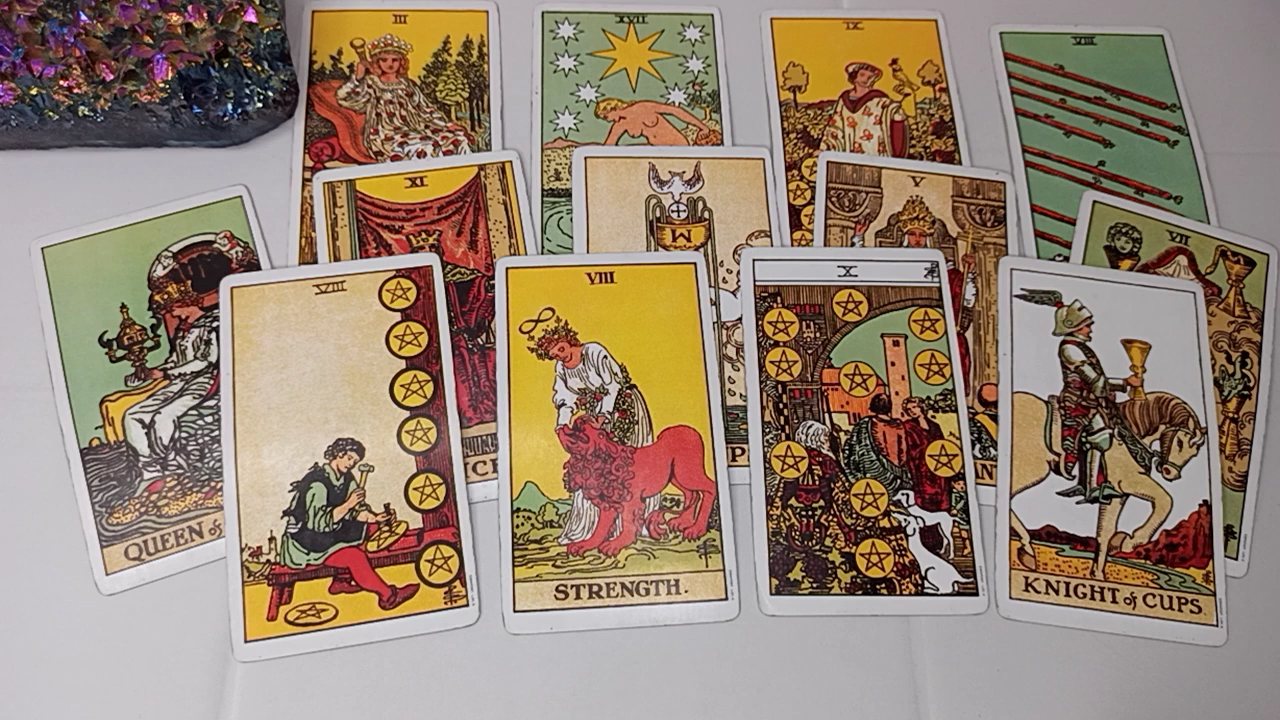 III
XVII
IX
VIII
XI
V
VII
VIII
VIII
X
W
QUEEN of
STRENGTH.
KNIGHT of CUPS.